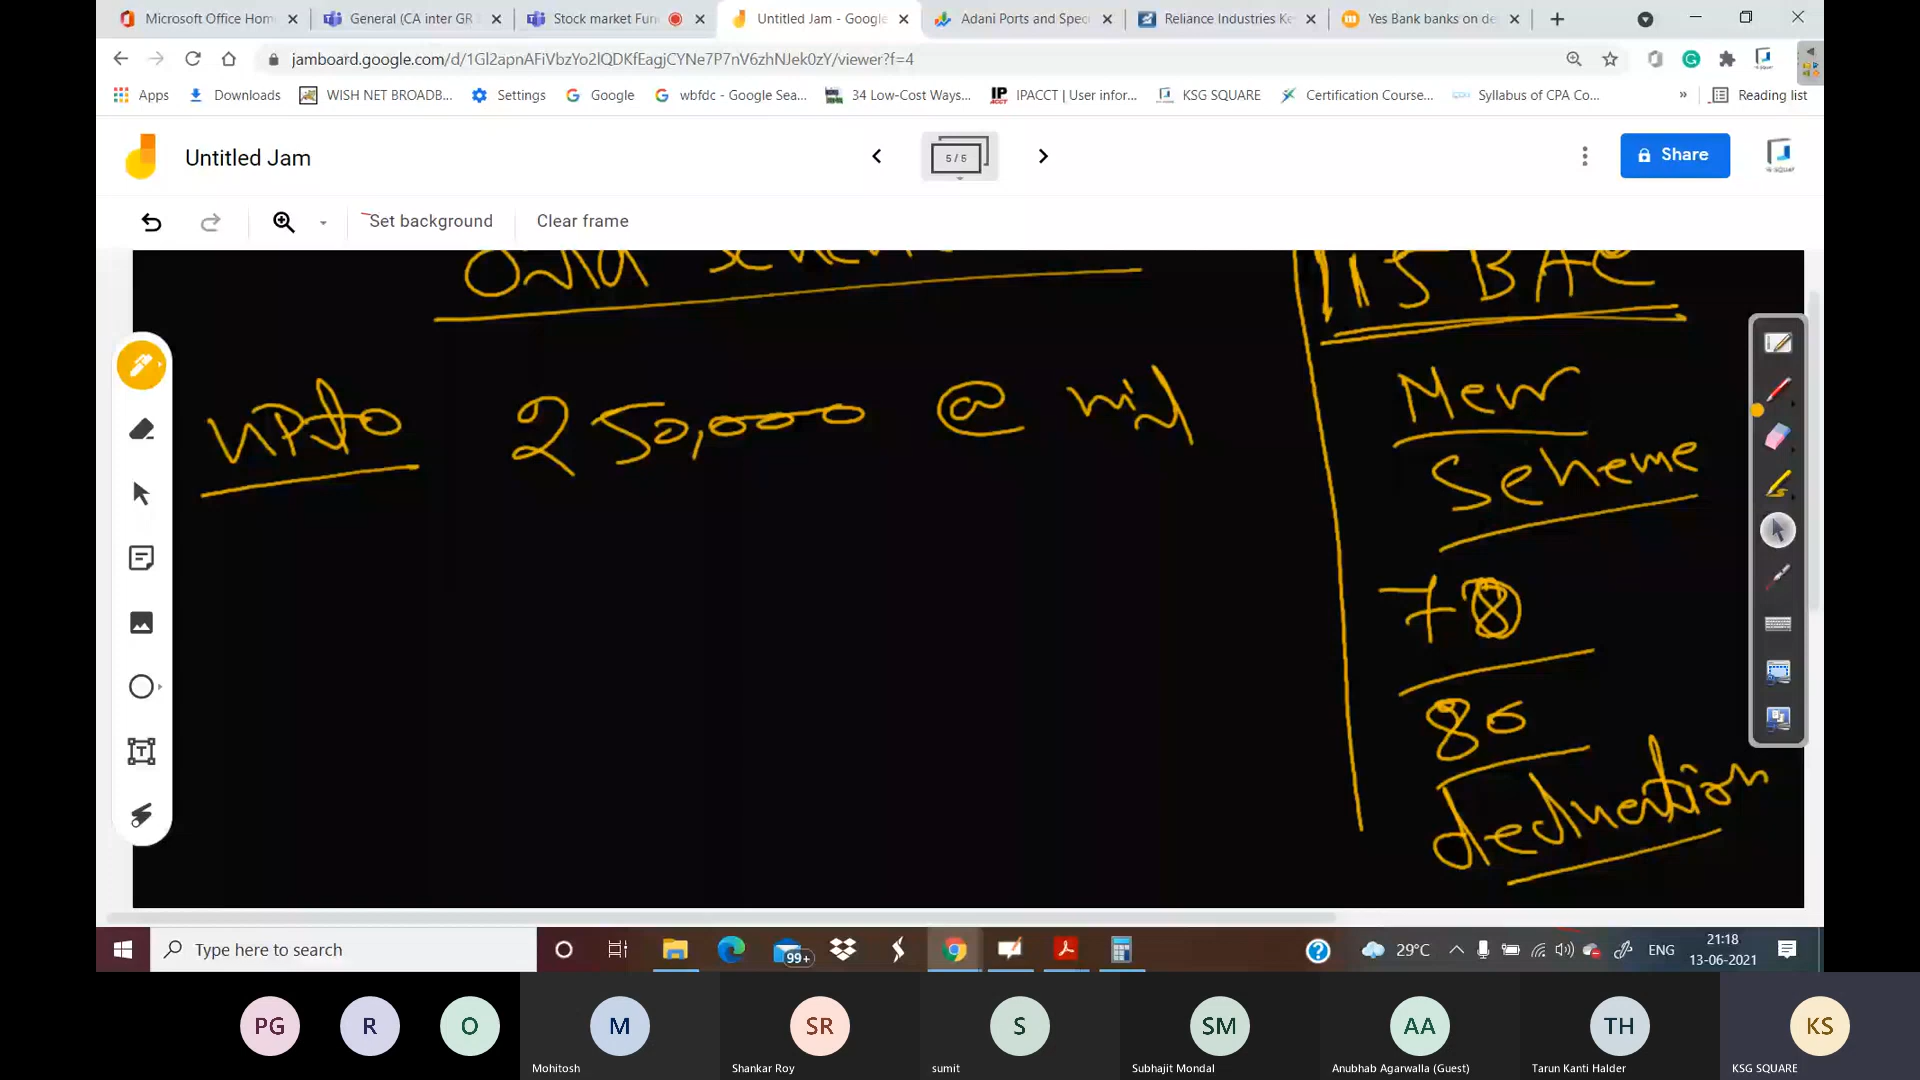 Microsoft Office Hom
General (CA inter GR
Stock market Fun
Untitled Jam - Google
Adani Ports and Spec
Reliance Industries Ke
Yes Bank banks on de
jamboard.google.com/d/1Gl2apnAFiVbzYo2lQDKfEagjCYNe7P7nV6zhNJek0zY/viewer?f=4
Apps
Downloads
WISH NET BROADB...
Settings
Google
wbfdc - Google Sea...
34 Low-Cost Ways...
IPACCT | User infor...
KSG SQUARE
Certification Course...
Syllabus of CPA Co...
»
Reading list
Untitled Jam
5 / 5
Share
Set background
Clear frame
115 BAC
upto 250,000 @ nil
New
Scheme
78
80
deduction
Type here to search
99+
29°C
ENG
21:18
13-06-2021
PG
R
O
M
SR
S
SM
AA
TH
KS
Mohitosh
Shankar Roy
sumit
Subhajit Mondal
Anubhab Agarwalla (Guest)
Tarun Kanti Halder
KSG SQUARE